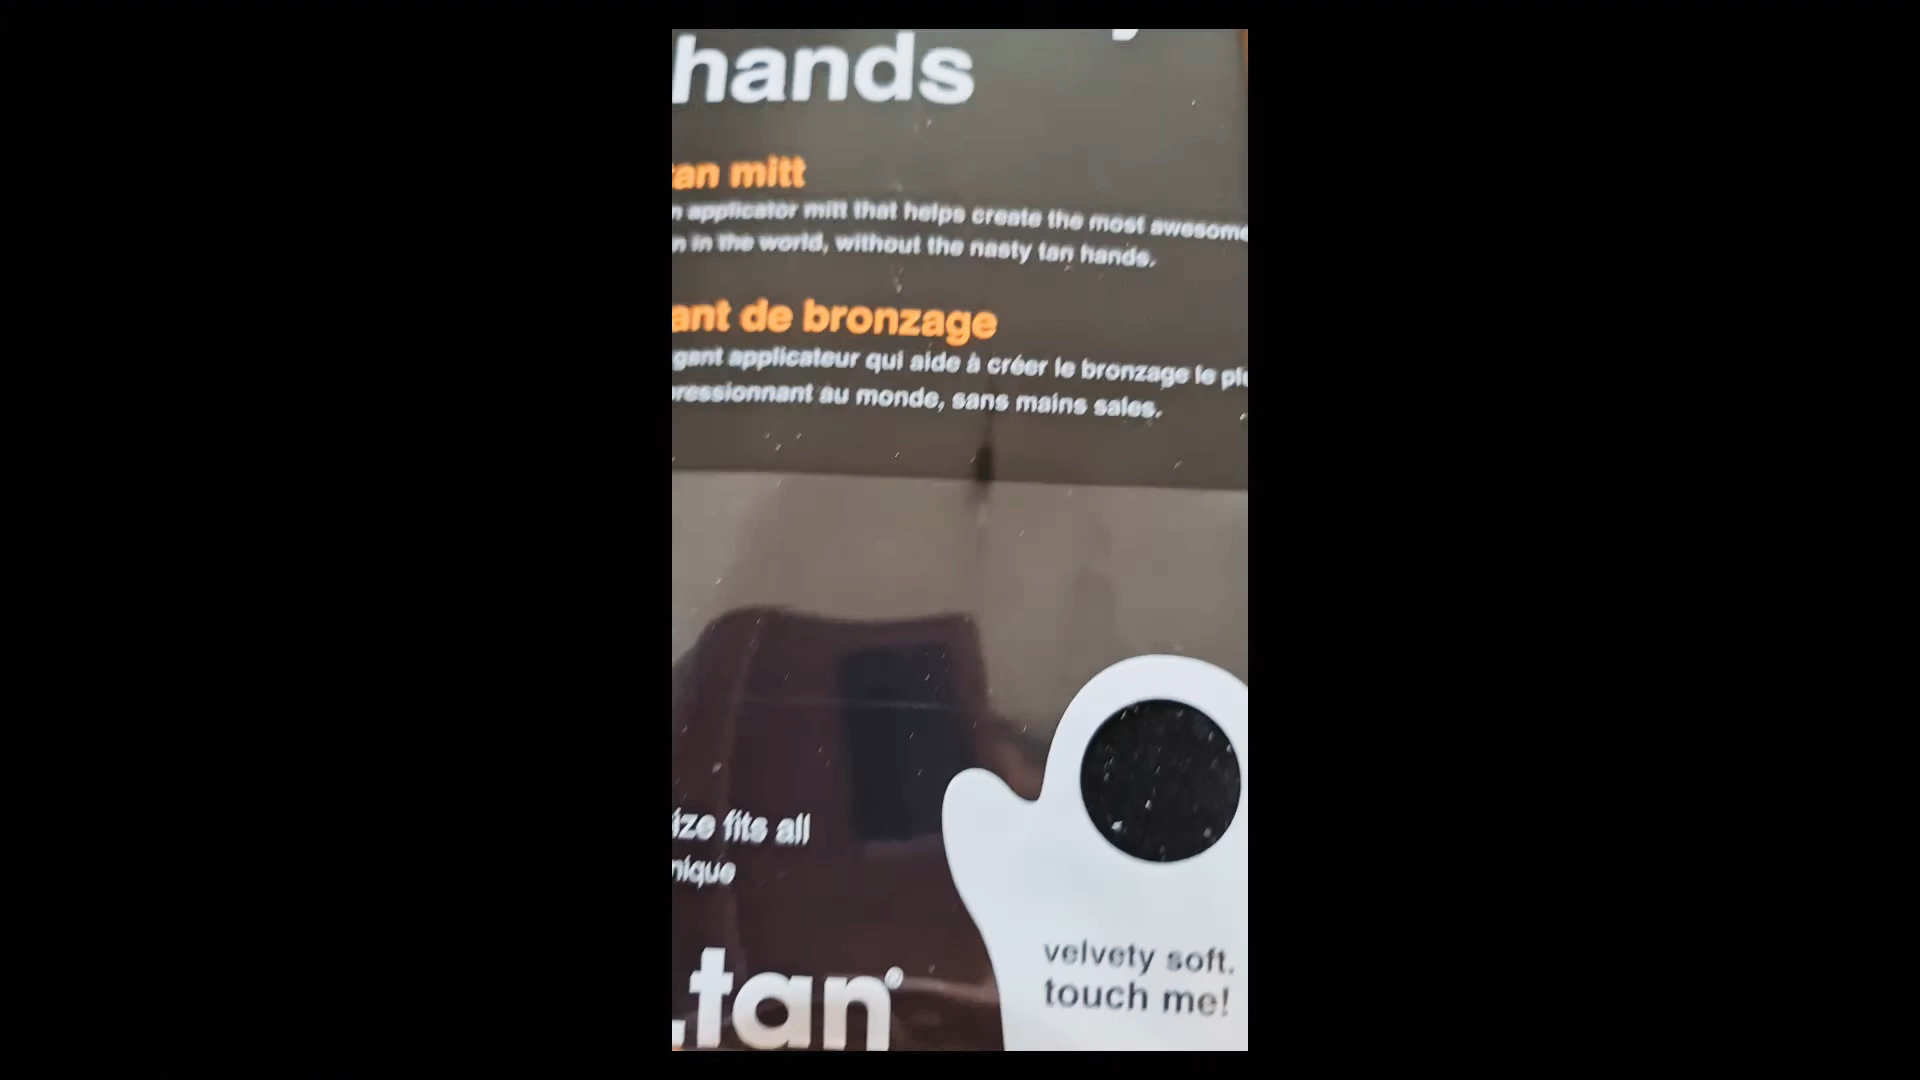 hands
an mitt
applicator mitt that helps create the most awesome
in the world, without the nasty tan hands.
ant de bronzage
gant applicateur qui aide à créer le bronzage le
ressionnant au monde, sans mains sales.
ize fits all
nique
.tan®
velvety soft.
touch me!